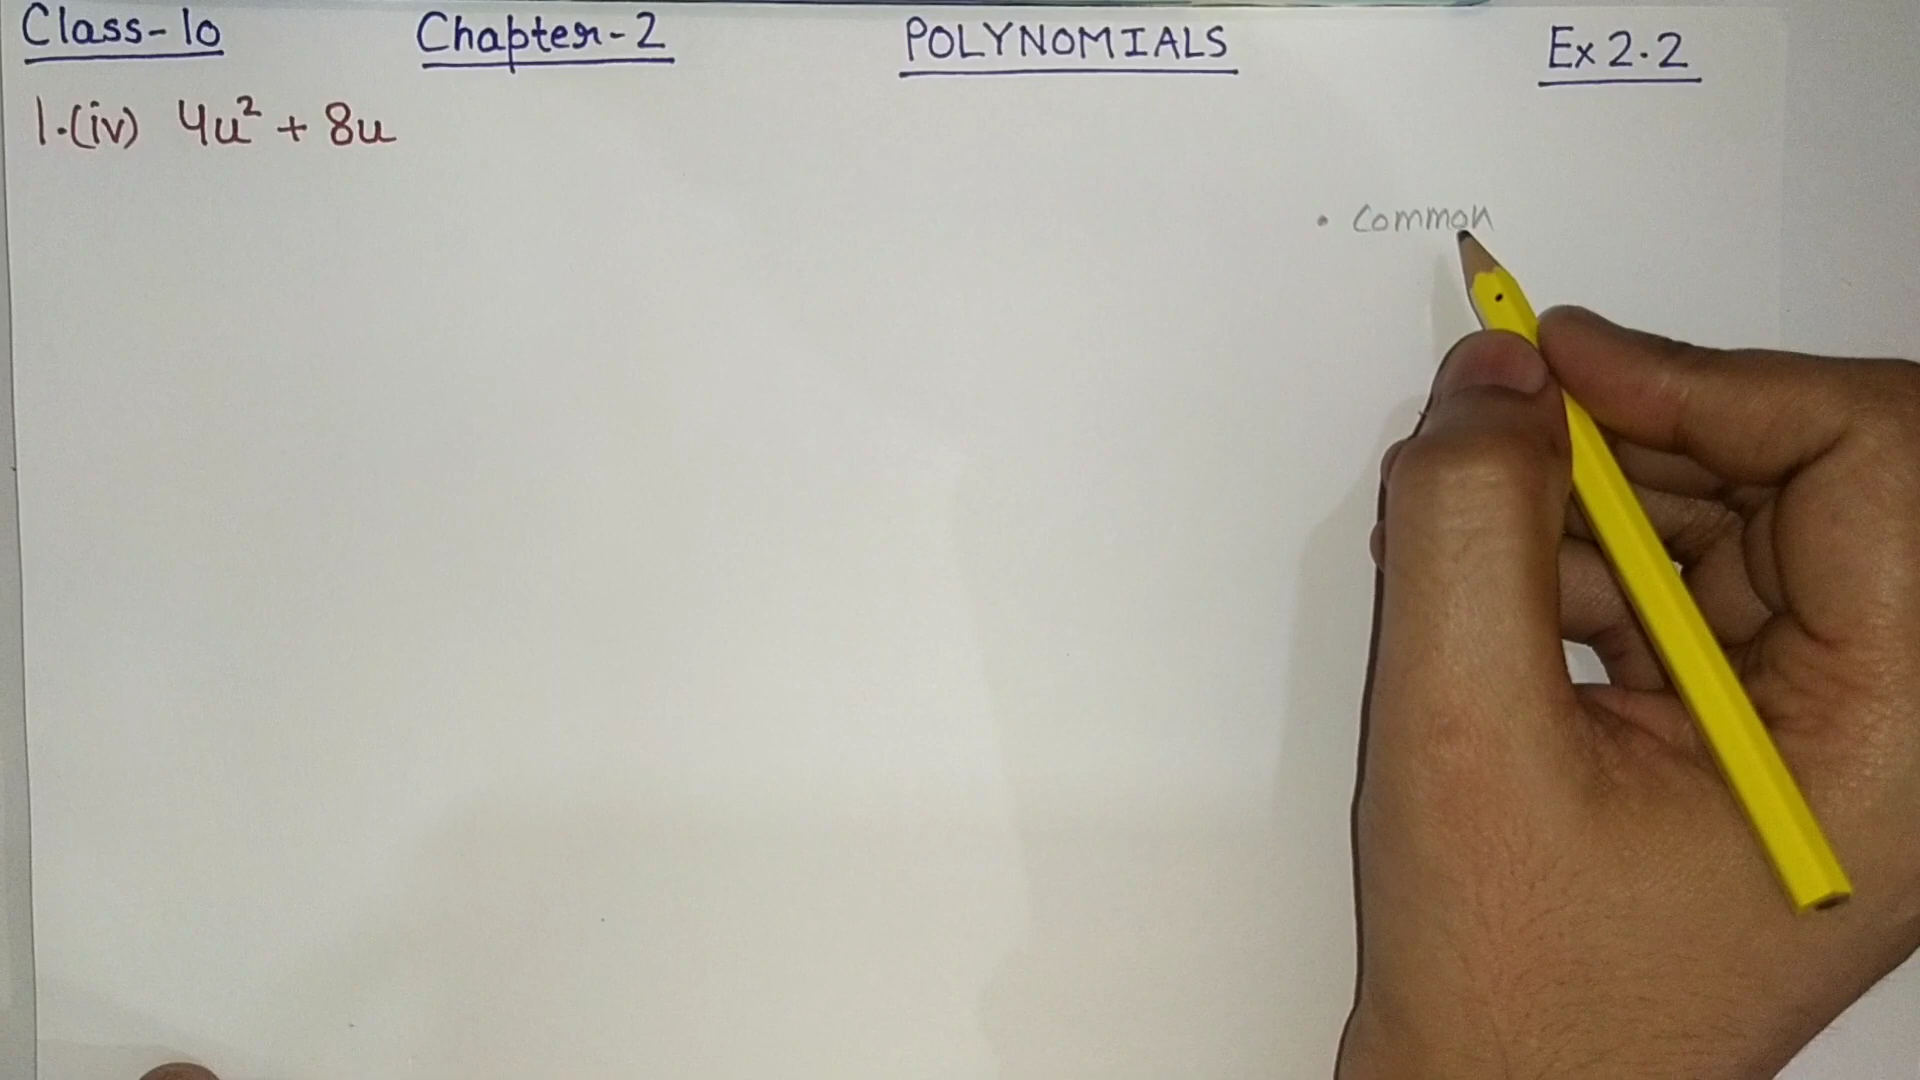 Class-10 Chapter-2 POLYNOMIALS Ex 2.2
1.(iv) 4u² + 8u
• Common